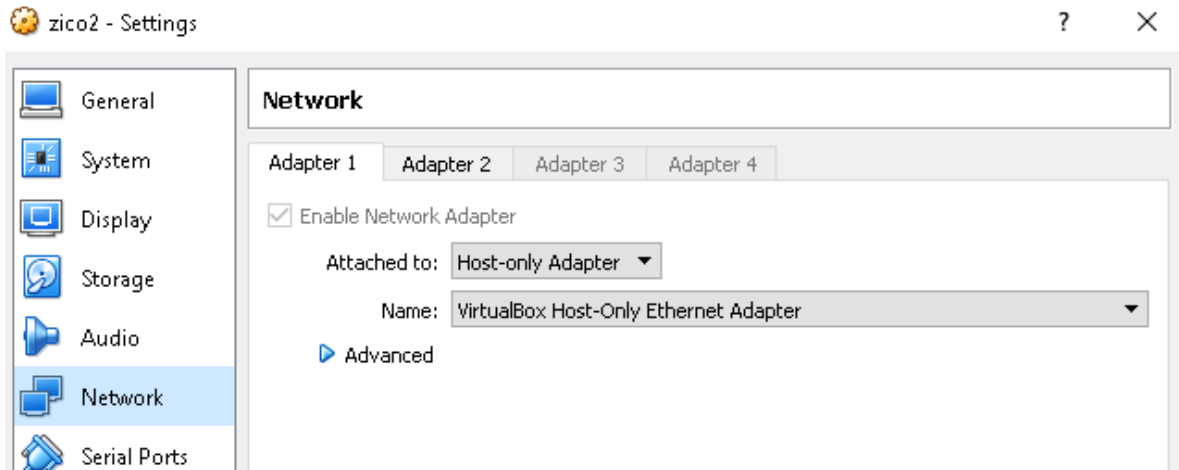 zico2 - Settings ?
General
System
Display
Storage
Audio
Network
Serial Ports
Network
Adapter 1 Adapter 2 Adapter 3 Adapter 4
Enable Network Adapter
Attached to: Host-only Adapter
Name: VirtualBox Host-Only Ethernet Adapter
Advanced